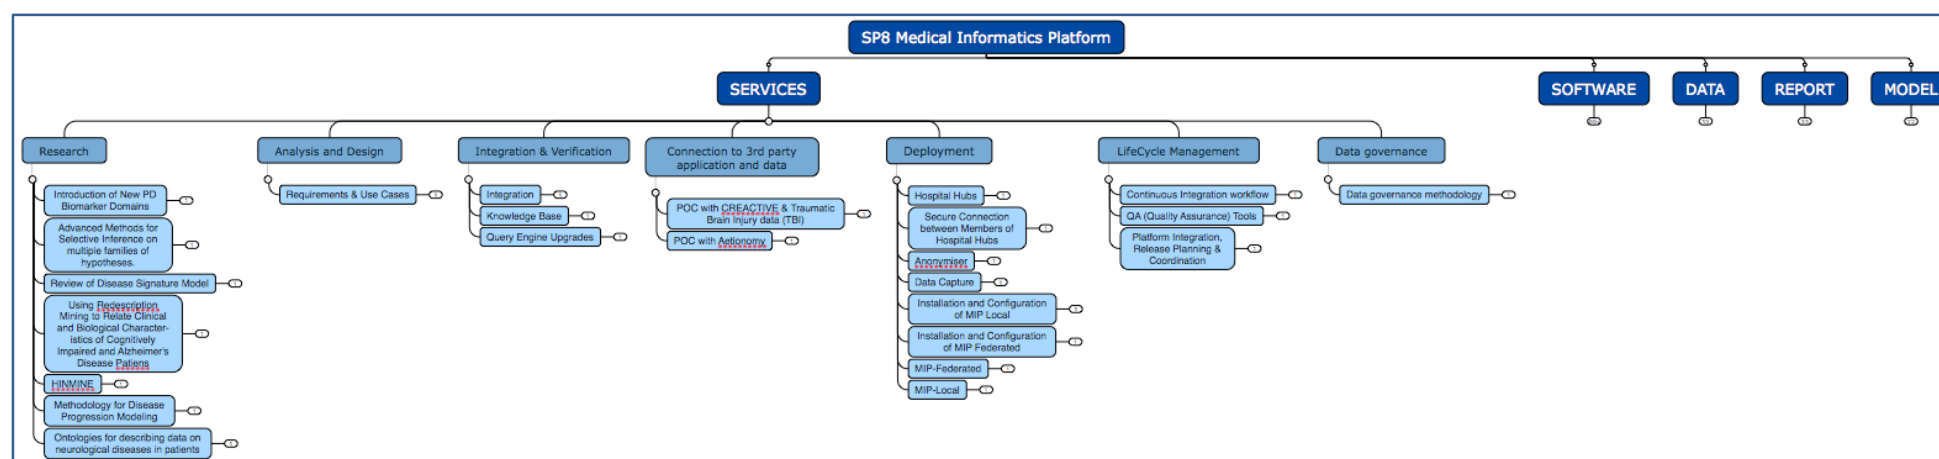 SP8 Medical Informatics Platform
SERVICES
SOFTWARE
DATA
REPORT
MODEL
Research
Analysis and Design
Integration & Verification
Connection to 3rd party
application and data
Deployment
LifeCycle Management
Data governance
Introduction of New PD
Biomarker Domains
Advanced Methods for
Selective Inference on
multiple families of
hypotheses.
Review of Disease Signature Model
Using Redescription
Mining to Relate Clinical
and Biological Character-
istics of Cognitively
Impaired and Alzheimer's
Disease Patiens
HINMINE
Methodology for Disease
Progression Modeling
Ontologies for describing data on
neurological diseases in patients
Requirements & Use Cases
Integration
Knowledge Base
Query Engine Upgrades
POC with CREACTIVE & Traumatic
Brain Injury data (TBI)
POC with Aetionomy
Hospital Hubs
Secure Connection
between Members of
Hospital Hubs
Anonymiser
Data Capture
Installation and Configuration
of MIP Local
Installation and Configuration
of MIP Federated
MIP-Federated
MIP-Local
Continuous Integration workflow
QA (Quality Assurance) Tools
Platform Integration,
Release Planning &
Coordination
Data governance methodology